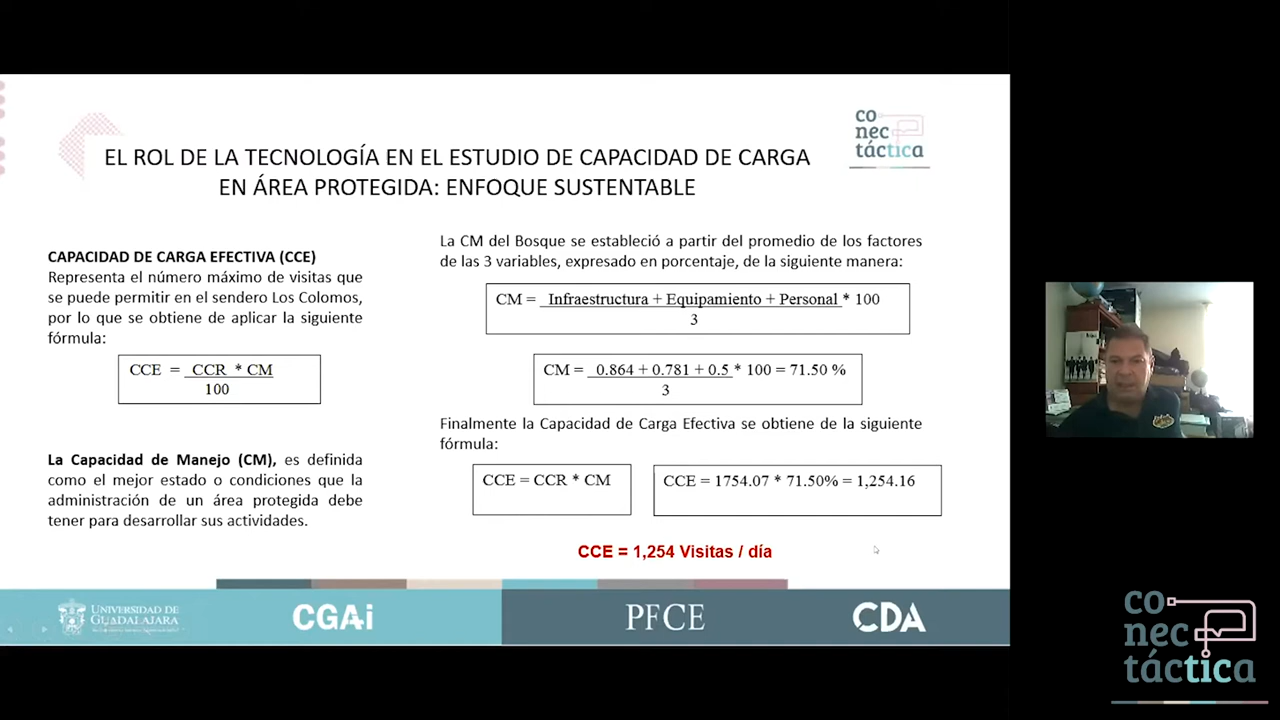 co
nec
táctica
EL ROL DE LA TECNOLOGÍA EN EL ESTUDIO DE CAPACIDAD DE CARGA
EN ÁREA PROTEGIDA: ENFOQUE SUSTENTABLE
CAPACIDAD DE CARGA EFECTIVA (CCE)
Representa el número máximo de visitas que
se puede permitir en el sendero Los Colomos,
por lo que se obtiene de aplicar la siguiente
fórmula:
CCE = CCR * CM
100
La Capacidad de Manejo (CM), es definida
como el mejor estado o condiciones que la
administración de un área protegida debe
tener para desarrollar sus actividades.
La CM del Bosque se estableció a partir del promedio de los factores
de las 3 variables, expresado en porcentaje, de la siguiente manera:
CM = Infraestructura + Equipamiento + Personal * 100
3
CM = 0.864 + 0.781 + 0.5 * 100 = 71.50 %
3
Finalmente la Capacidad de Carga Efectiva se obtiene de la siguiente
fórmula:
CCE = CCR * CM
CCE = 1754.07 * 71.50% = 1,254.16
CCE = 1,254 Visitas / día
UNIVERSIDAD DE
GUADALAJARA
CGAi
PFCE
CDA
co
nec
táctica